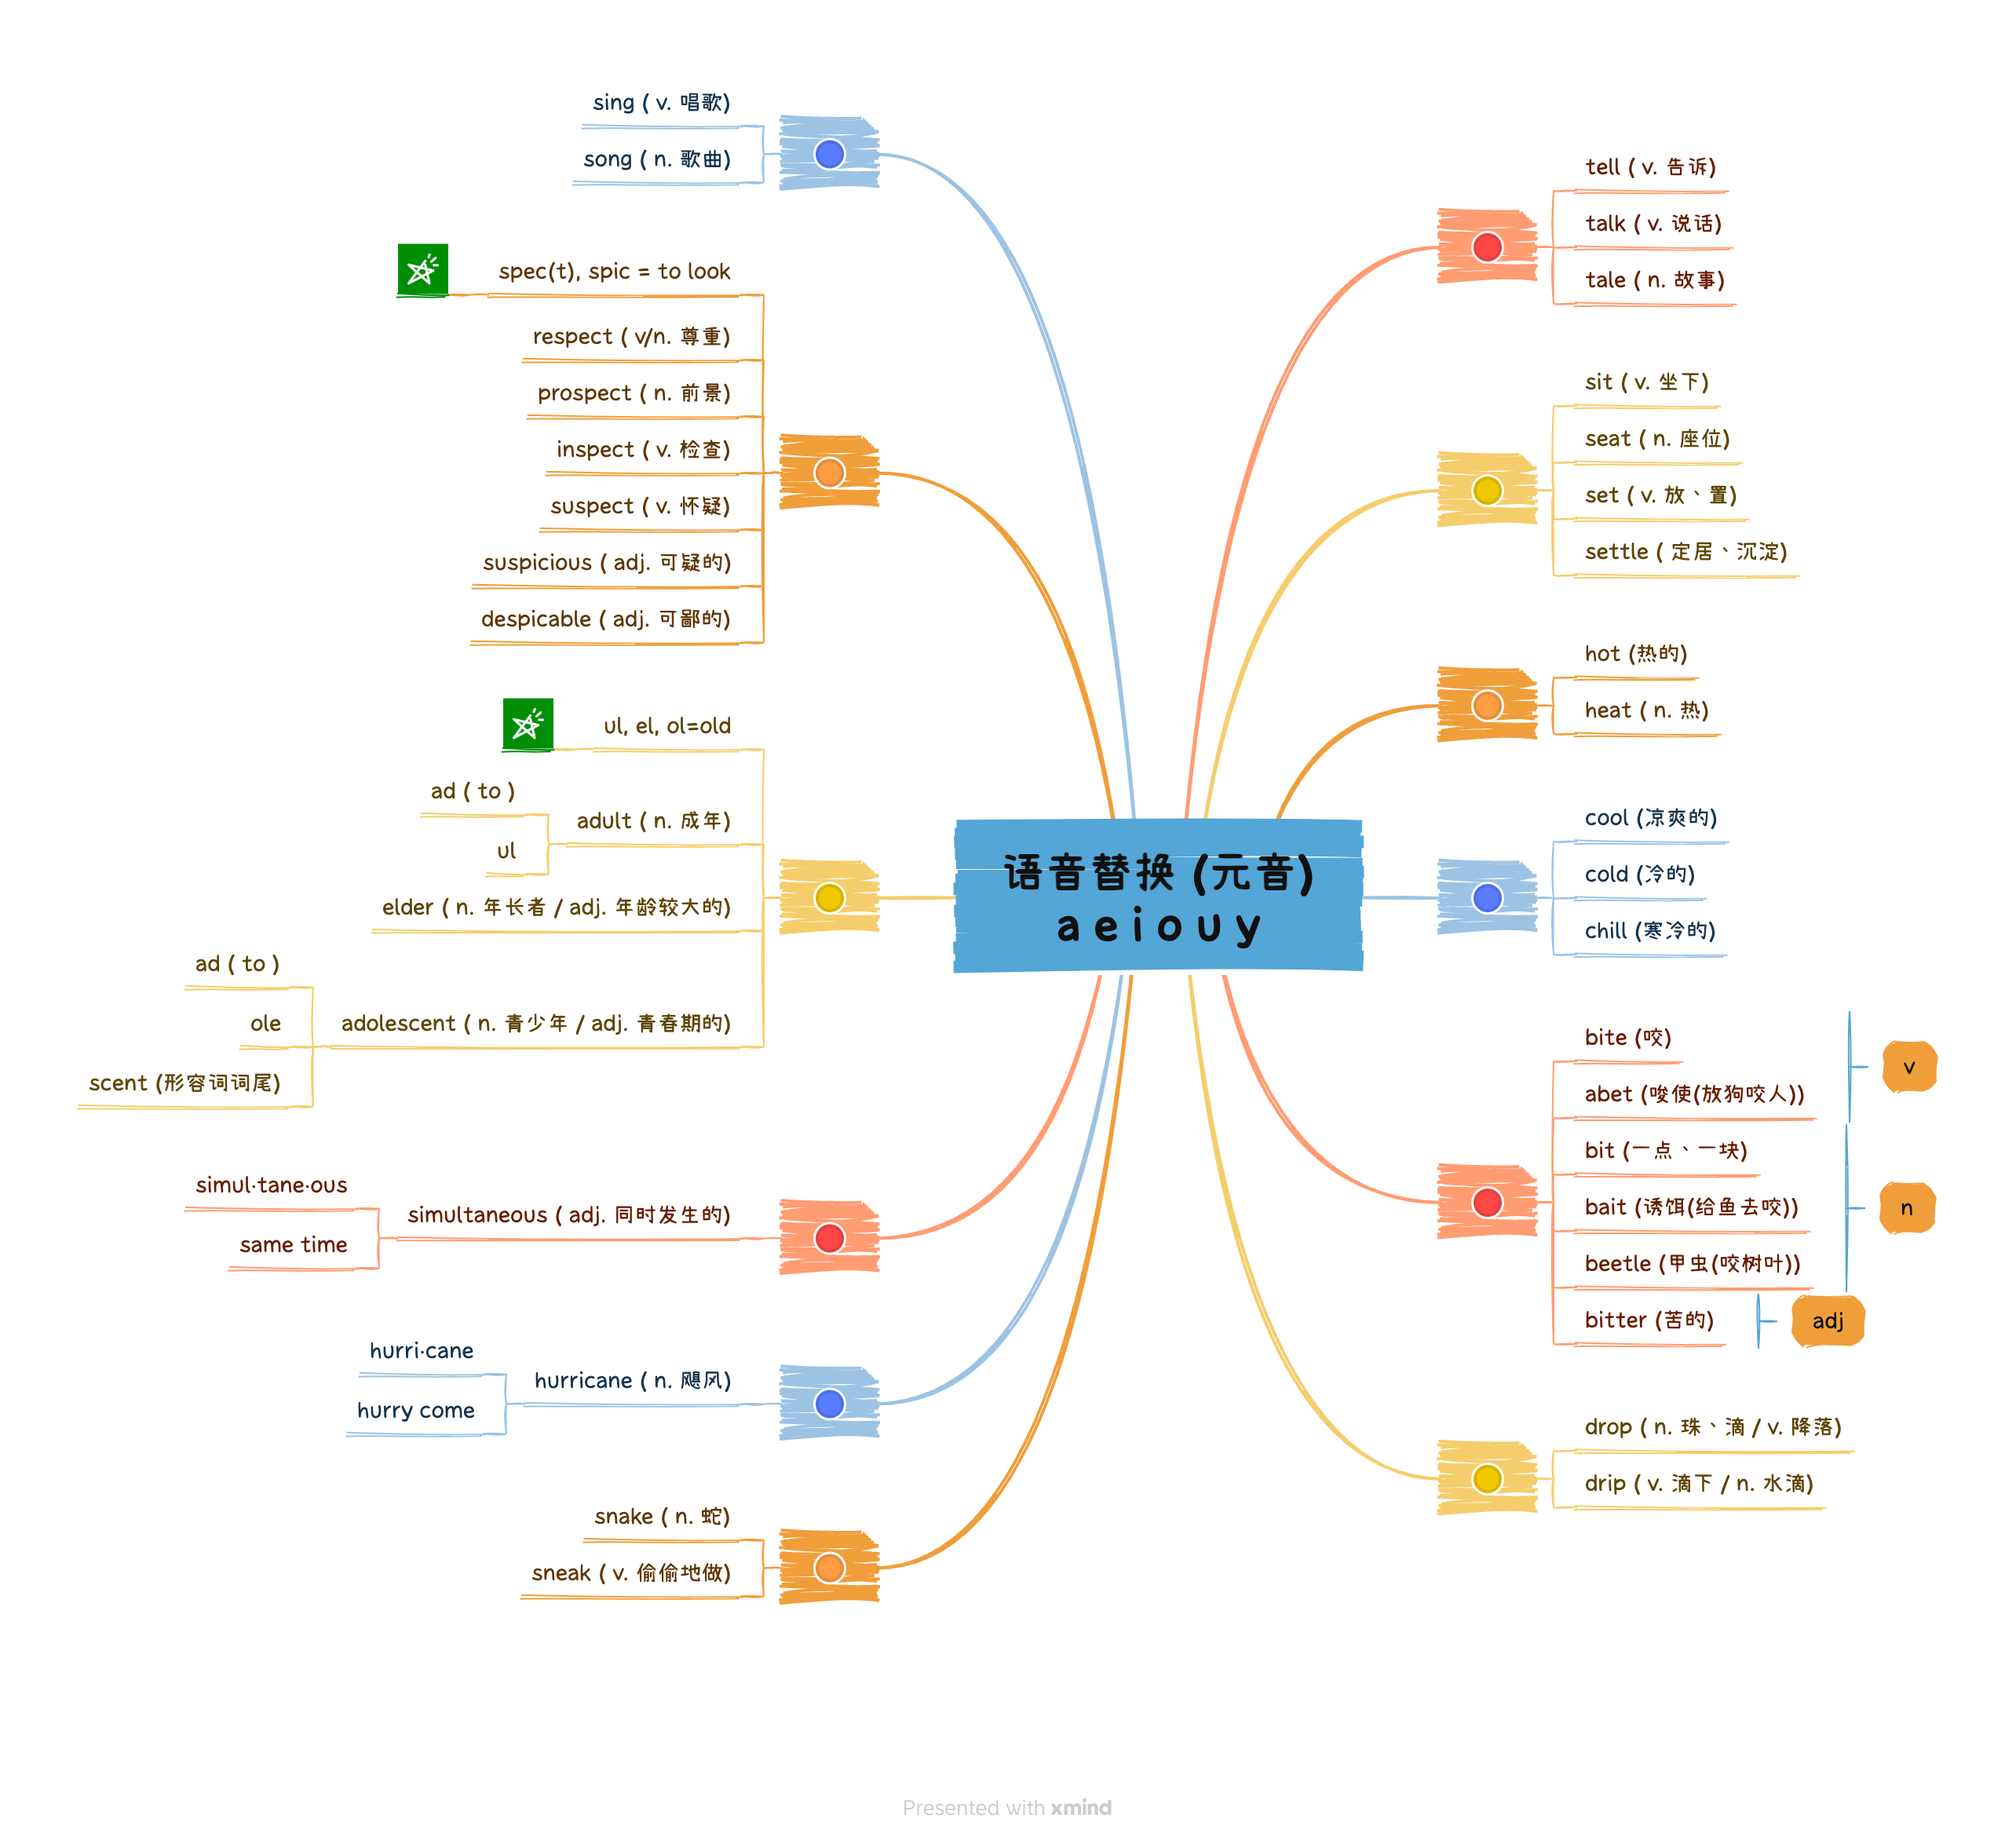 语音替换 (元音)
a e i o u y
tell ( v. 告诉)
talk ( v. 说话)
tale ( n. 故事)
sit ( v. 坐下)
seat ( n. 座位)
set ( v. 放、置)
settle ( 定居、沉淀)
hot (热的)
heat ( n. 热)
cool (凉爽的)
cold (冷的)
chill (寒冷的)
bite (咬)
abet (唆使(放狗咬人))
v
bit (一点、一块)
bait (诱饵(给鱼去咬))
beetle (甲虫(咬树叶))
n
bitter (苦的)
adj
drop ( n. 珠、滴 / v. 降落)
drip ( v. 滴下 / n. 水滴)
sing ( v. 唱歌)
song ( n. 歌曲)
spec(t), spic = to look
respect ( v/n. 尊重)
prospect ( n. 前景)
inspect ( v. 检查)
suspect ( v. 怀疑)
suspicious ( adj. 可疑的)
despicable ( adj. 可鄙的)
ul, el, ol=old
adult ( n. 成年)
ad ( to )
ul
elder ( n. 年长者 / adj. 年龄较大的)
adolescent ( n. 青少年 / adj. 青春期的)
ad ( to )
ole
scent (形容词词尾)
simultaneous ( adj. 同时发生的)
simul·tane·ous
same time
hurricane ( n. 飓风)
hurri·cane
hurry come
snake ( n. 蛇)
sneak ( v. 偷偷地做)
Presented with xmind